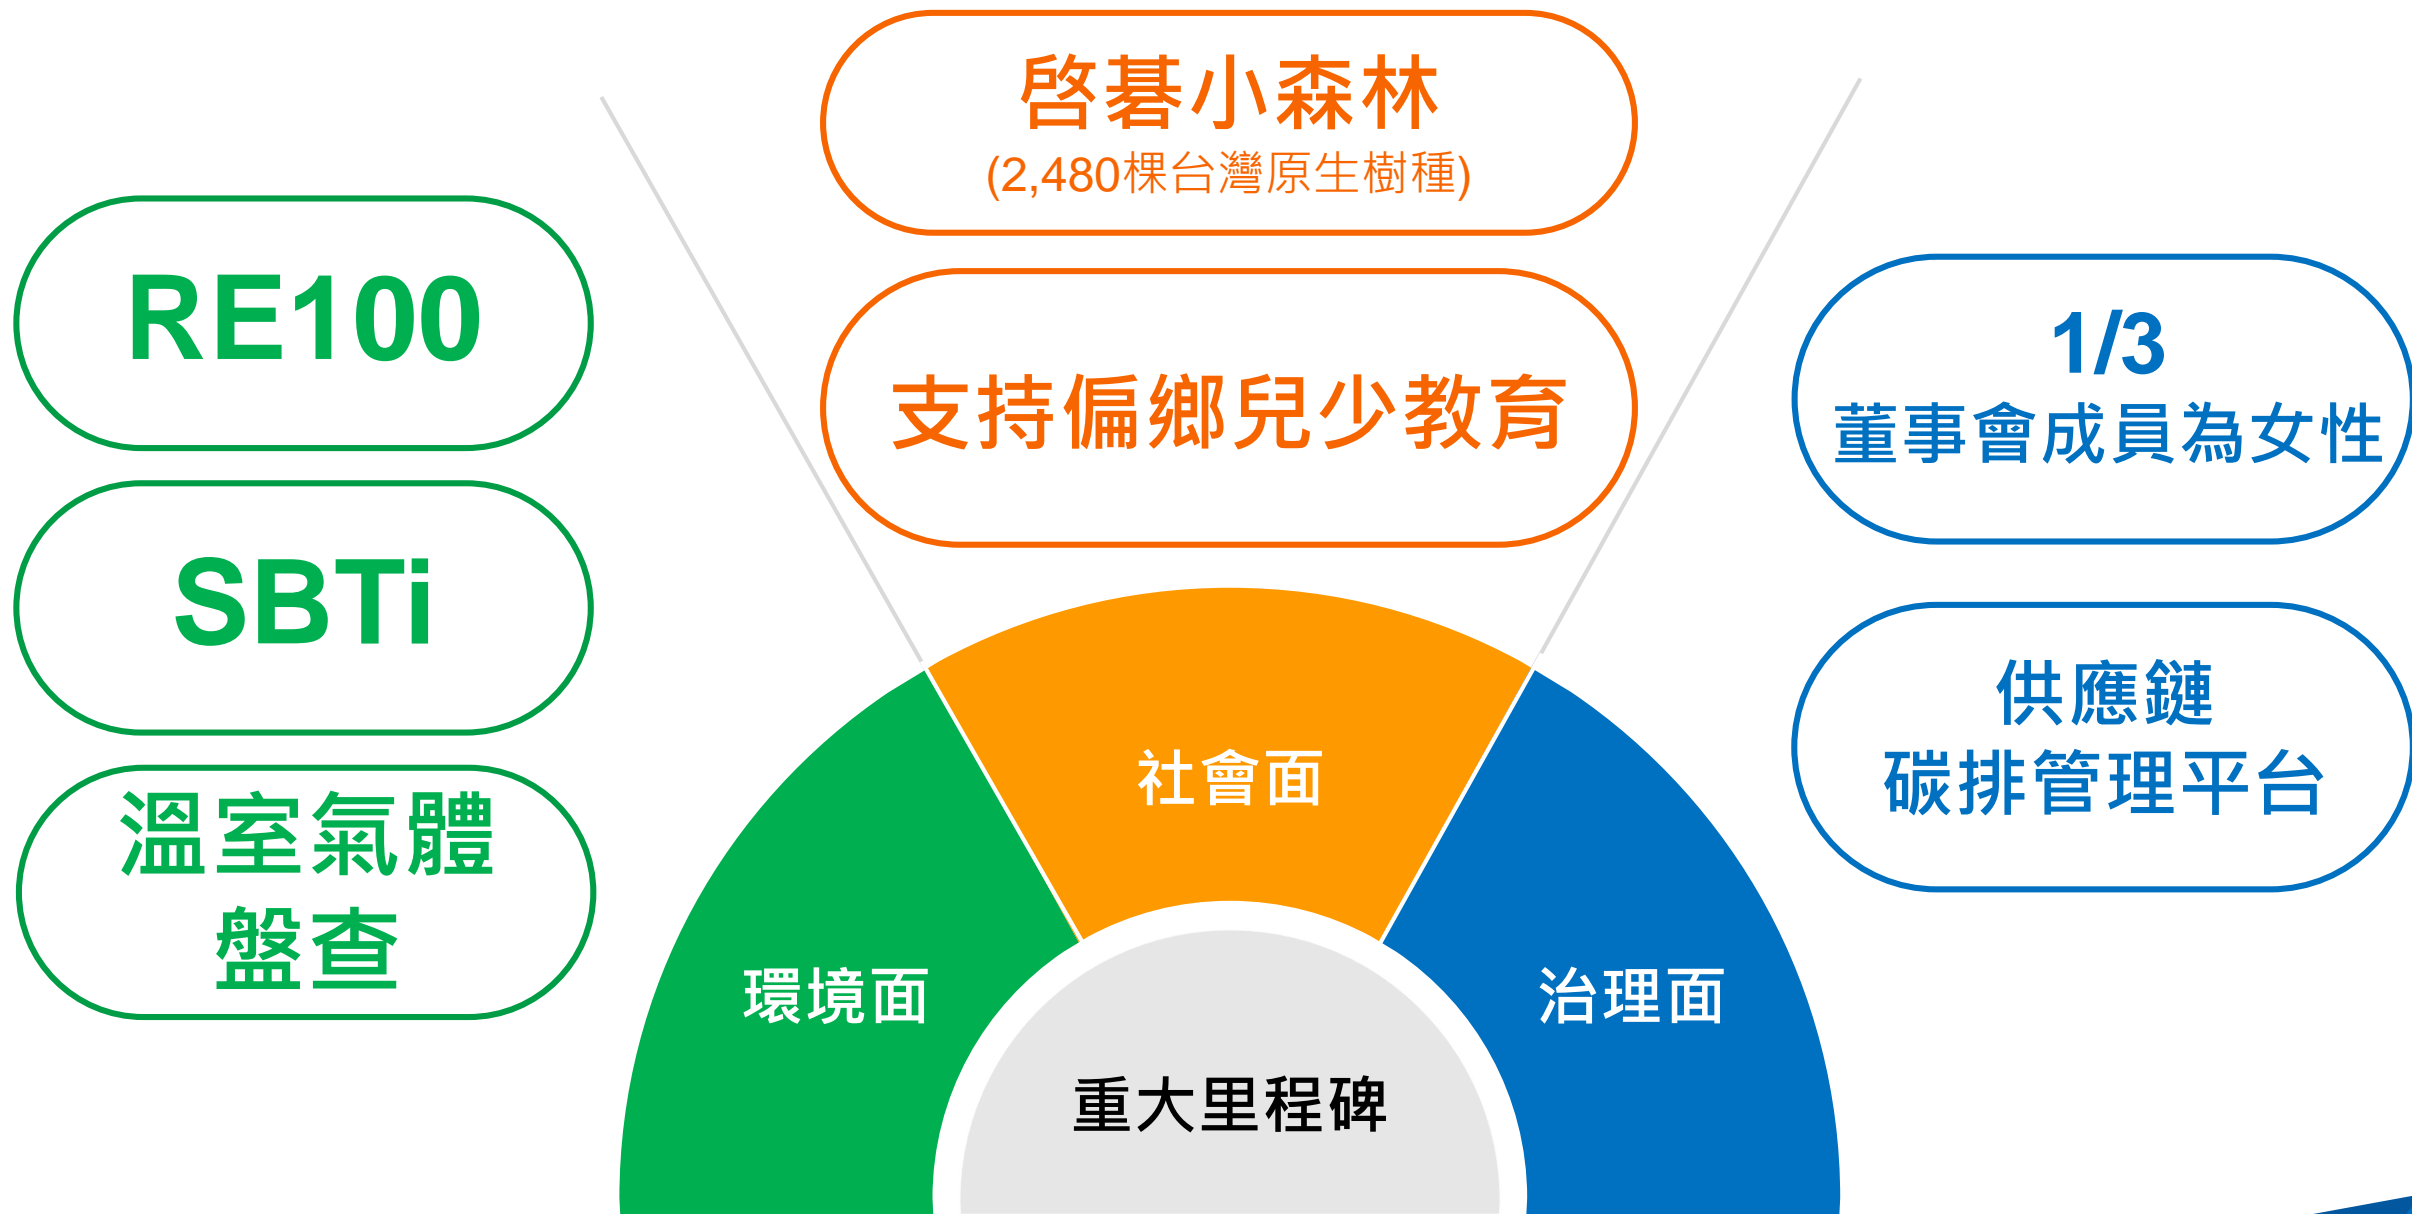 啓碁小森林
(2,480棵台灣原生樹種)
支持偏鄉兒少教育
RE100
SBTi
溫室氣體
盤查
1/3
董事會成員為女性
供應鏈
碳排管理平台
社會面
環境面
治理面
重大里程碑